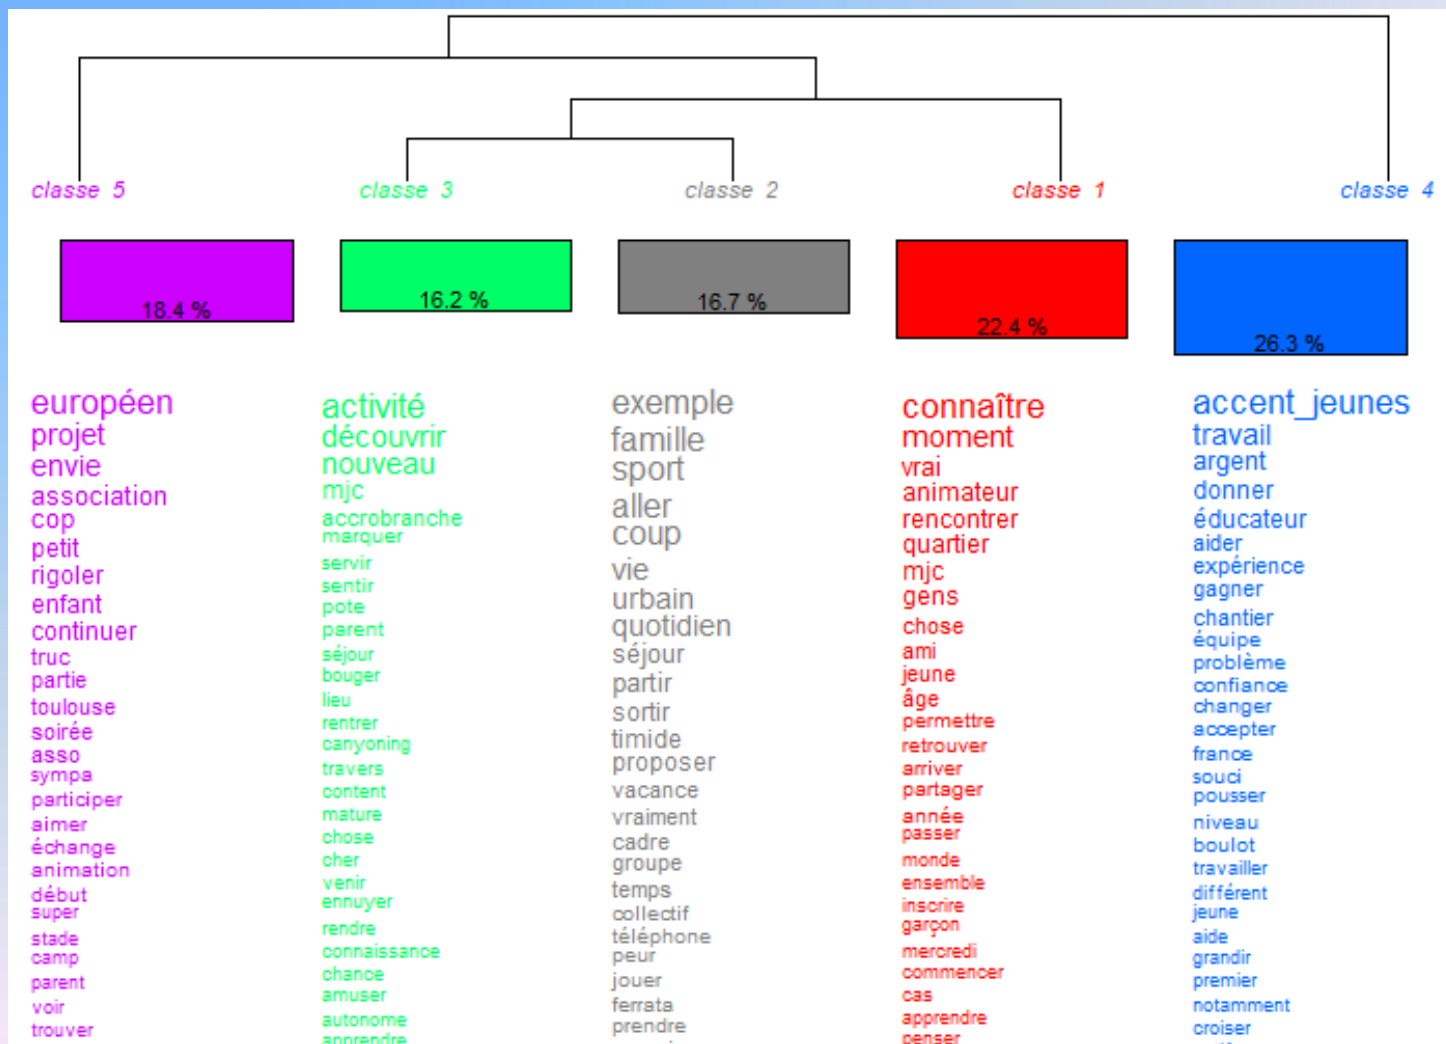 classe 5
classe 3
classe 2
classe 1
classe 4
18.4 %
16.2 %
16.7 %
22.4 %
26.3 %
européen
projet
envie
association
cop
petit
rigoler
enfant
continuer
truc
partie
toulouse
soirée
asso
sympa
participer
aimer
échange
animation
début
super
stade
camp
parent
voir
trouver
activité
découvrir
nouveau
mjc
accrobranche
marquer
servir
sentir
pote
parent
séjour
bouger
lieu
rentrer
canyoning
travers
content
mature
chose
cher
venir
ennuyer
rendre
connaissance
chance
amuser
autonome
apprendre
exemple
famille
sport
aller
coup
vie
urbain
quotidien
séjour
partir
sortir
timide
proposer
vacance
vraiment
cadre
groupe
temps
collectif
téléphone
peur
jouer
ferrata
prendre
connaître
moment
vrai
animateur
rencontrer
quartier
mjc
gens
chose
ami
jeune
âge
permettre
retrouver
arriver
partager
année
passer
monde
ensemble
inscrire
garçon
mercredi
commencer
cas
apprendre
penser
accent_jeunes
travail
argent
donner
éducateur
aider
expérience
gagner
chantier
équipe
problème
confiance
changer
accepter
france
souci
pousser
niveau
boulot
travailler
différent
jeune
aide
grandir
premier
notamment
croiser